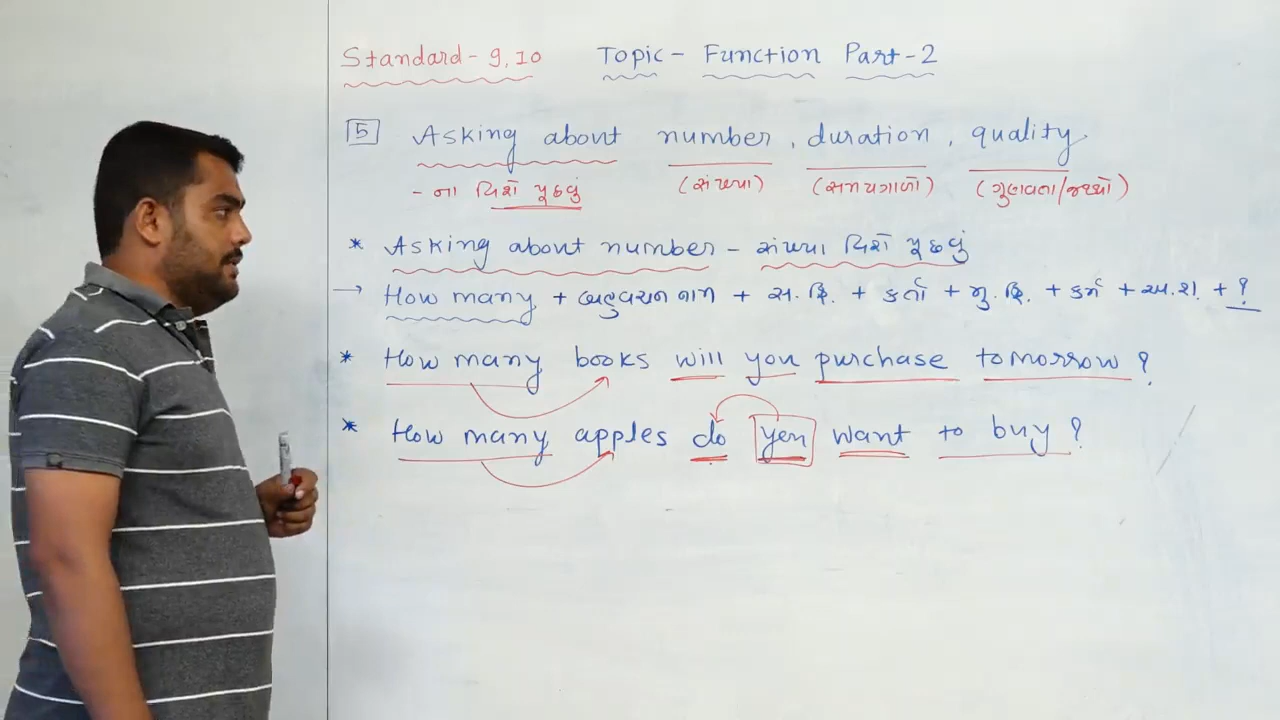 Standard - 9,10 Topic - Function Part - 2
5 Asking about number, duration, quality
- ના વિશે પૂછવું (સંખ્યા) (સમયગાળો) (ગુણવત્તા/જથ્થો)
* Asking about number - સંખ્યા વિશે પૂછવું
→ How many + બહુવચન નામ + સ. ક્રિ. + કર્તા + મુ. ક્રિ. + કર્મ + અ.શ. + ?
* How many books will you purchase tomorrow ?
* How many apples do you want to buy ?